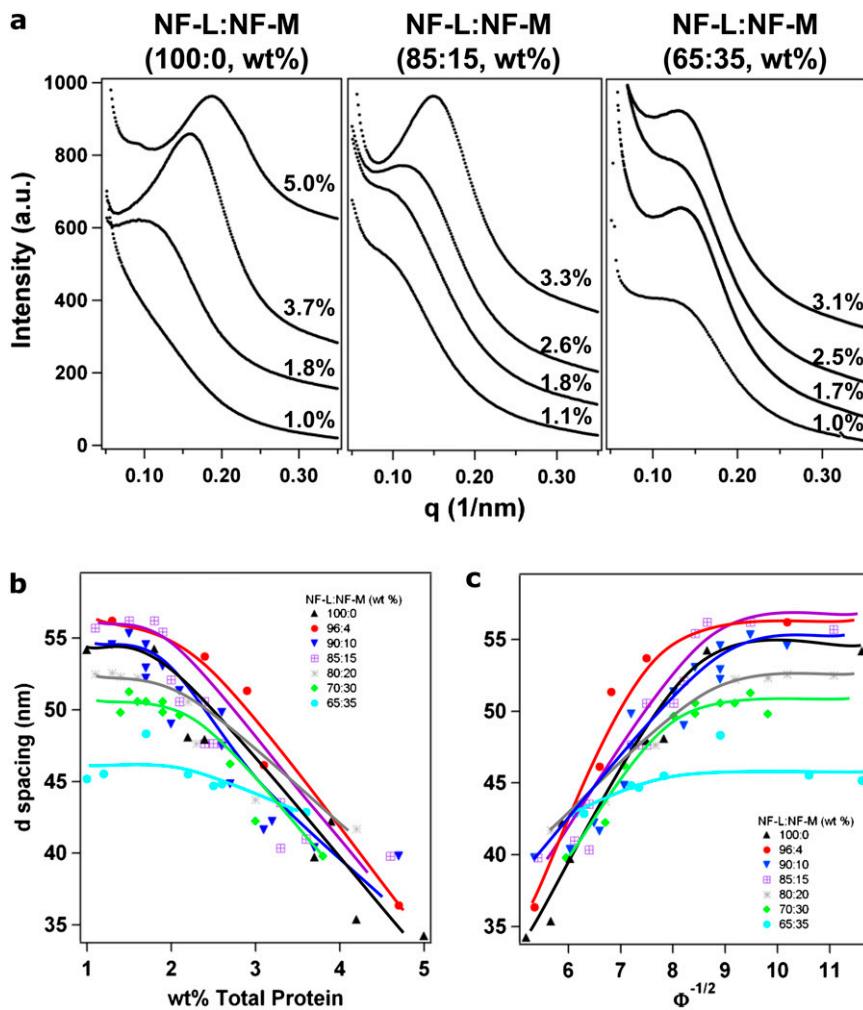 a
NF-L:NF-M
(100:0, wt%)
NF-L:NF-M
(85:15, wt%)
NF-L:NF-M
(65:35, wt%)
Intensity (a.u.)
1000
800
600
400
200
0
5.0%
3.7%
1.8%
1.0%
3.3%
2.6%
1.8%
1.1%
3.1%
2.5%
1.7%
1.0%
0.10 0.20 0.30
0.10 0.20 0.30
0.10 0.20 0.30
q (1/nm)
b
d spacing (nm)
55
50
45
40
35
NF-L:NF-M (wt %)
100:0
96:4
90:10
85:15
80:20
70:30
65:35
1 2 3 4 5
wt% Total Protein
c
55
50
45
40
35
NF-L:NF-M (wt %)
100:0
96:4
90:10
85:15
80:20
70:30
65:35
6 7 8 9 10 11
Φ-1/2